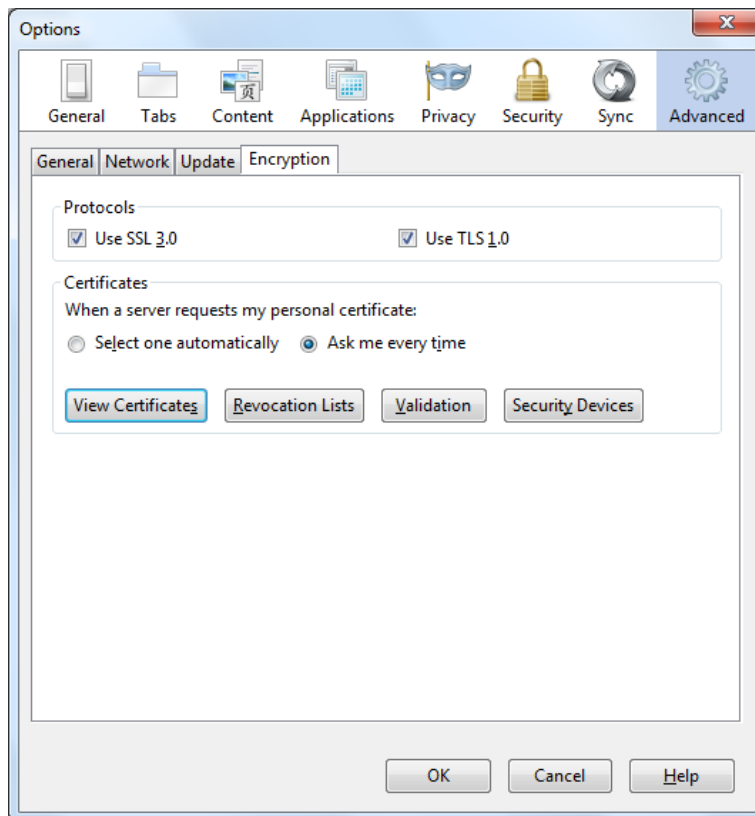 Options
General Tabs Content Applications Privacy Security Sync Advanced
General Network Update Encryption
Protocols
Use SSL 3.0 Use TLS 1.0
Certificates
When a server requests my personal certificate:
Select one automatically Ask me every time
View Certificates Revocation Lists Validation Security Devices
OK Cancel Help